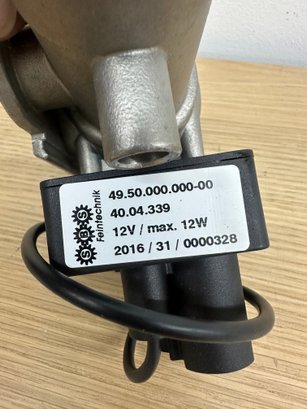 SBS
Feintechnik
49.50.000.000-00
40.04.339
12V / max. 12W
2016 / 31 / 0000328